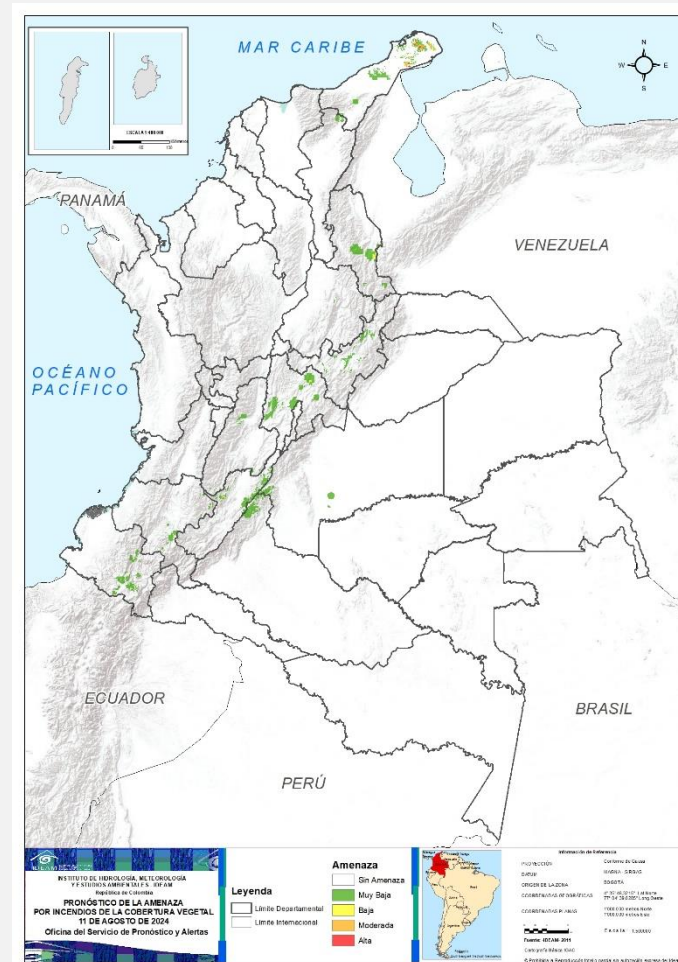 MAR CARIBE
N
W
E
S
PANAMÁ
VENEZUELA
OCÉANO
PACÍFICO
ECUADOR
BRASIL
PERÚ
INSTITUTO DE HIDROLOGÍA, METEOROLOGÍA
Y ESTUDIOS AMBIENTALES - IDEAM
República de Colombia
PRONÓSTICO DE LA AMENAZA
POR INCENDIOS DE LA COBERTURA VEGETAL
11 DE AGOSTO DE 2024
Oficina del Servicio de Pronóstico y Alertas
Leyenda
Límite Departamental
Límite Internacional
Amenaza
Sin Amenaza
Muy Baja
Baja
Moderada
Alta
Información de Referencia
PROYECCIÓN
DATUM
ORIGEN DE LA ZONA
BOGOTA
COORDENADAS GEOGRÁFICAS
COORDENADAS PLANAS
Fuente: IDEAM- 2011